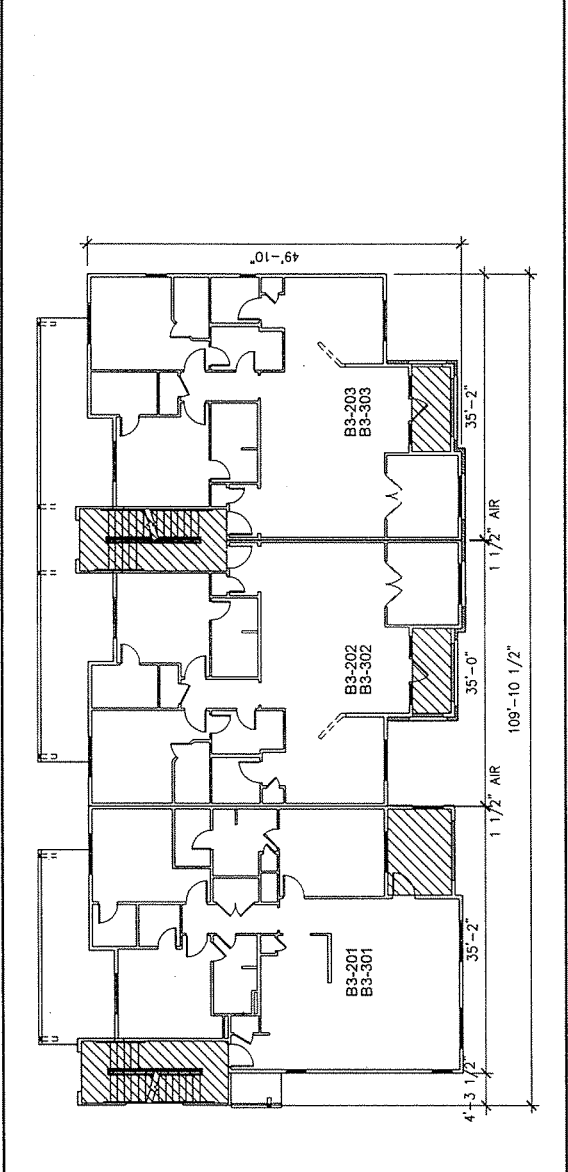 49'-10"
B3-203
B3-303
35'-2"
1 1/2" AIR
B3-202
B3-302
35'-0"
109'-10 1/2"
1 1/2" AIR
B3-201
B3-301
35'-2"
4'-3 1/2"